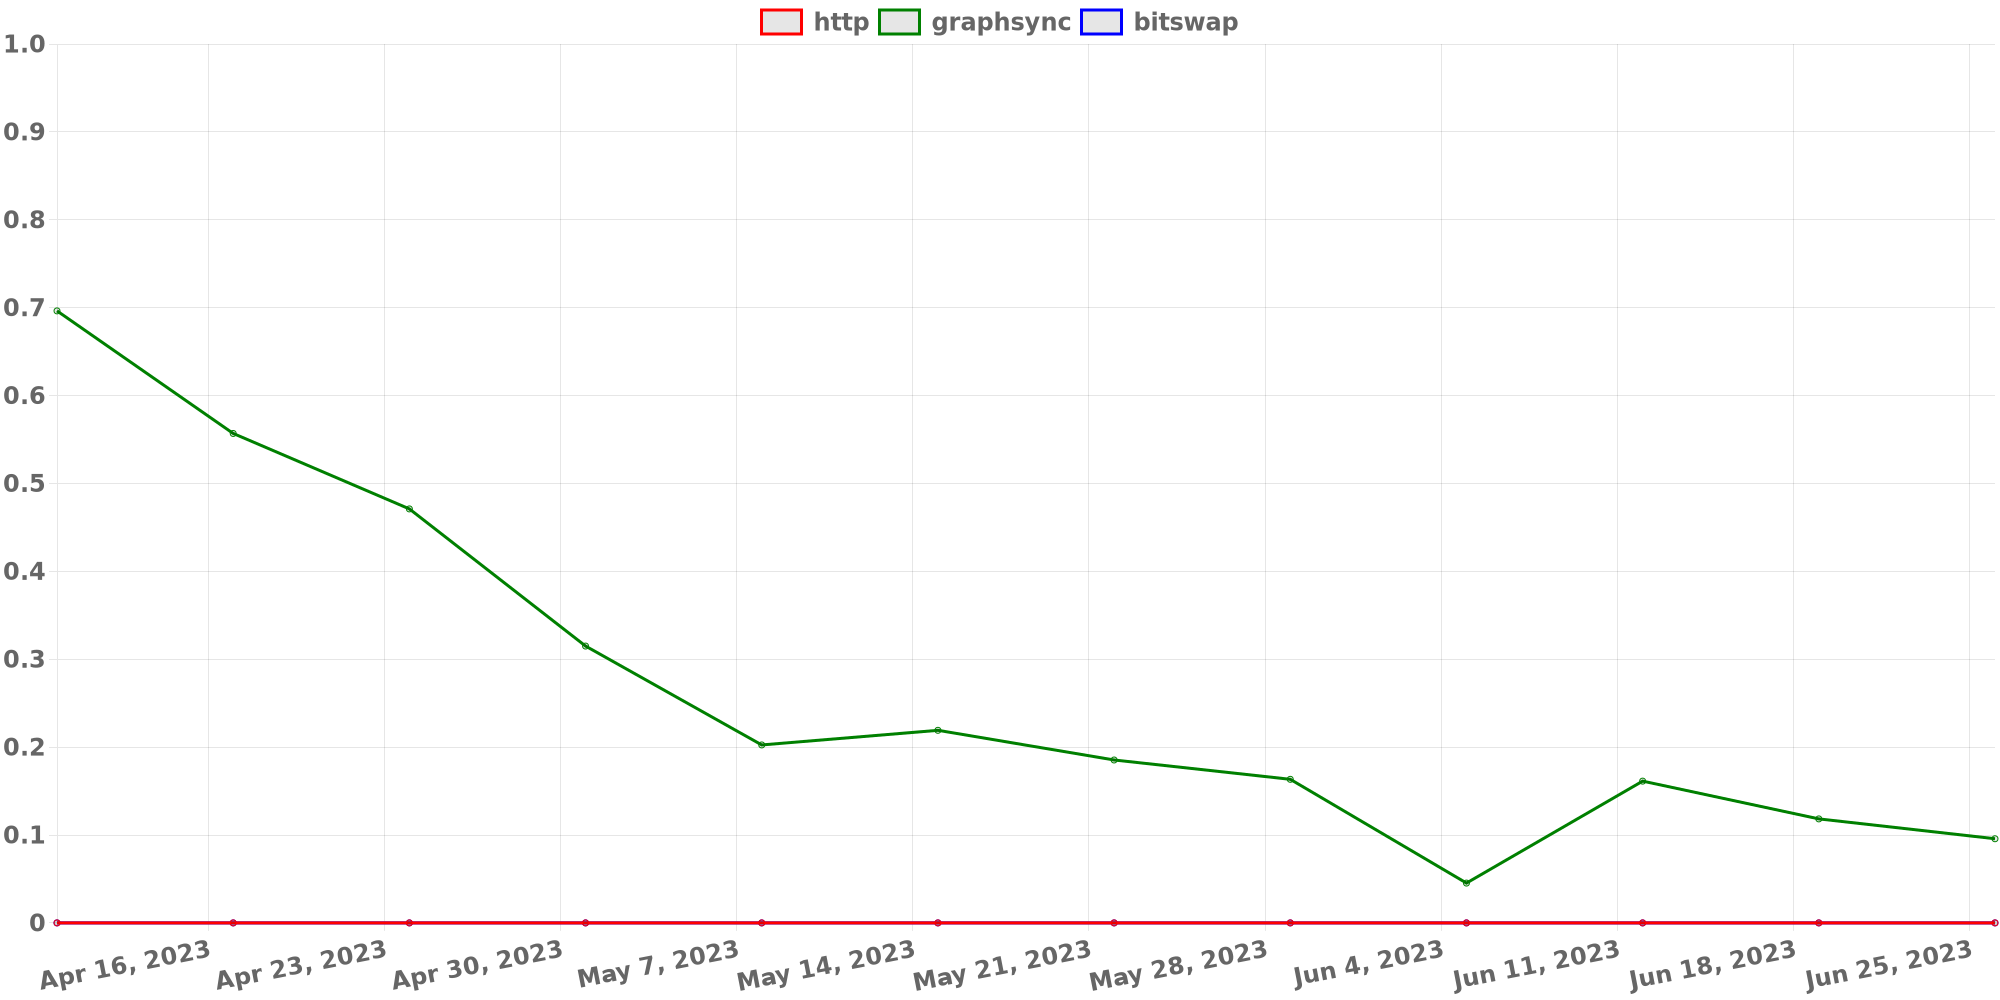 http graphsync bitswap
1.0
0.9
0.8
0.7
0.6
0.5
0.4
0.3
0.2
0.1
0
Apr 16, 2023
Apr 23, 2023
Apr 30, 2023
May 7, 2023
May 14, 2023
May 21, 2023
May 28, 2023
Jun 4, 2023
Jun 11, 2023
Jun 18, 2023
Jun 25, 2023